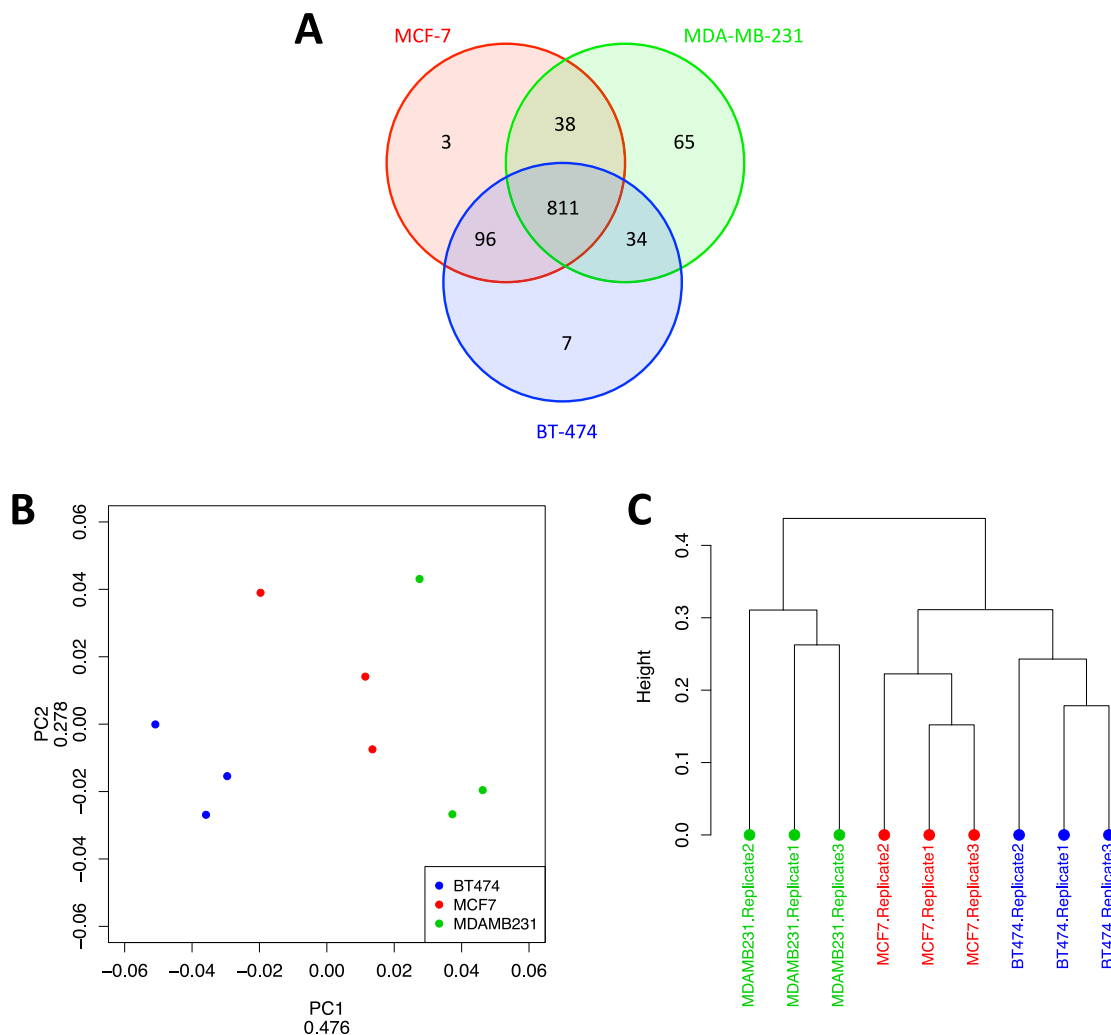 A
MCF-7
MDA-MB-231
3
38
65
811
96
34
7
BT-474
B
PC2
0.278
0.06
0.04
0.02
0.00
−0.02
−0.04
−0.06
BT474
MCF7
MDAMB231
−0.06
−0.04
−0.02
0.00
0.02
0.04
0.06
PC1
0.476
C
Height
0.4
0.3
0.2
0.1
0.0
MDAMB231.Replicate2
MDAMB231.Replicate1
MDAMB231.Replicate3
MCF7.Replicate2
MCF7.Replicate1
MCF7.Replicate3
BT474.Replicate2
BT474.Replicate1
BT474.Replicate3